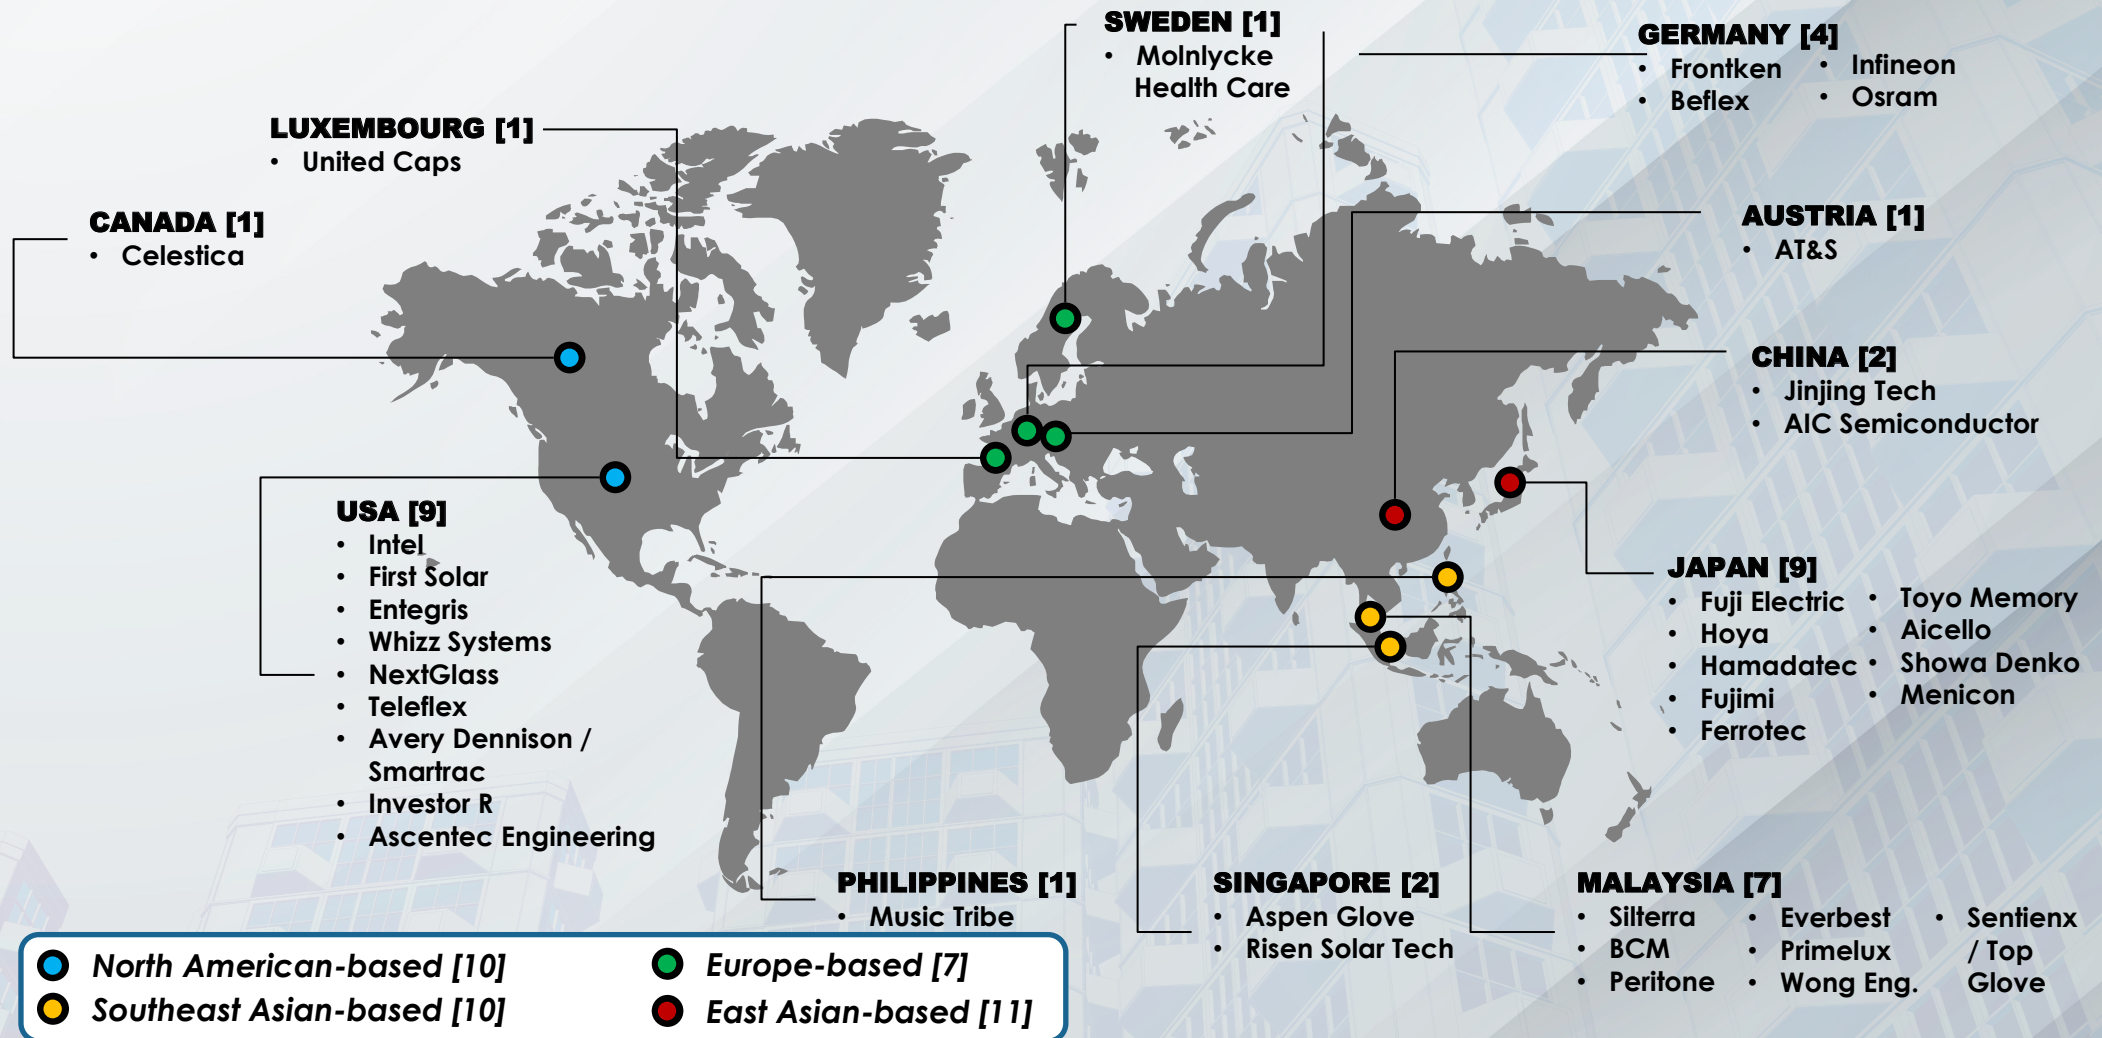 SWEDEN [1]
• Molnlycke
Health Care
GERMANY [4]
• Frontken
• Beflex
• Infineon
• Osram
LUXEMBOURG [1]
• United Caps
CANADA [1]
• Celestica
AUSTRIA [1]
• AT&S
CHINA [2]
• Jinjing Tech
• AIC Semiconductor
USA [9]
• Intel
• First Solar
• Entegris
• Whizz Systems
• NextGlass
• Teleflex
• Avery Dennison /
Smartrac
• Investor R
• Ascentec Engineering
JAPAN [9]
• Fuji Electric
• Hoya
• Hamadatec
• Fujimi
• Ferrotec
• Toyo Memory
• Aicello
• Showa Denko
• Menicon
PHILIPPINES [1]
• Music Tribe
SINGAPORE [2]
• Aspen Glove
• Risen Solar Tech
MALAYSIA [7]
• Silterra
• BCM
• Peritone
• Everbest
• Primelux
• Wong Eng.
• Sentienx
/ Top
Glove
North American-based [10]
Southeast Asian-based [10]
Europe-based [7]
East Asian-based [11]